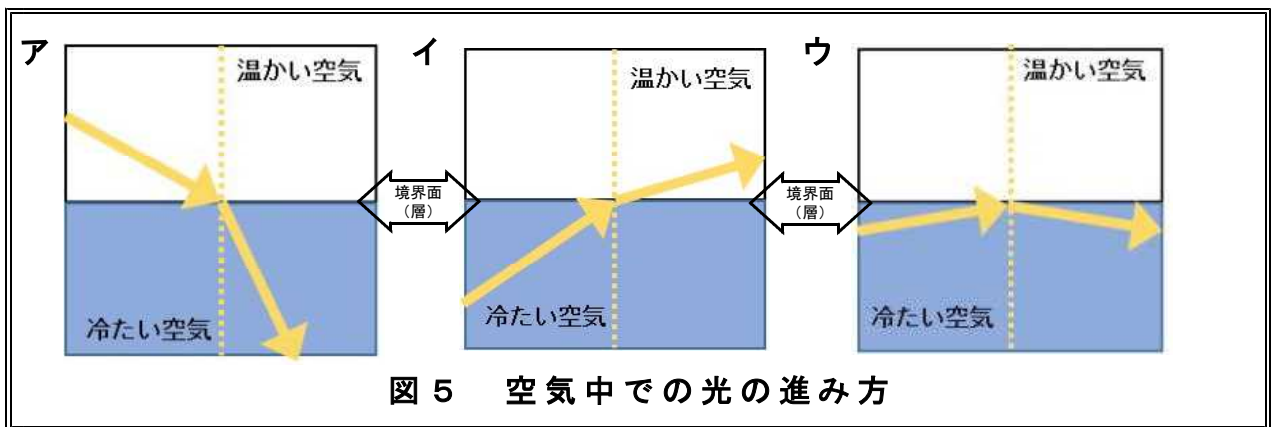 ア
温かい空気
冷たい空気
境界面
（層）
イ
温かい空気
冷たい空気
境界面
（層）
ウ
温かい空気
冷たい空気
図５　空気中での光の進み方